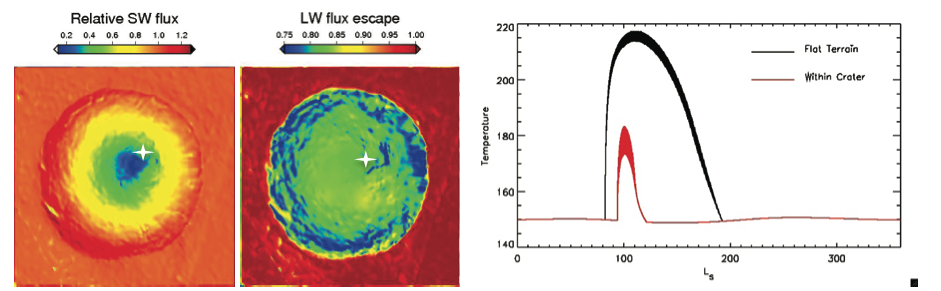 Relative SW flux
0.2 0.4 0.6 0.8 1.0 1.2
LW flux escape
0.75 0.85 0.90 0.95 1.00
220
200
180
160
140
Temperature
Flat Terrain
Within Crater
0 100 200 300
Ls